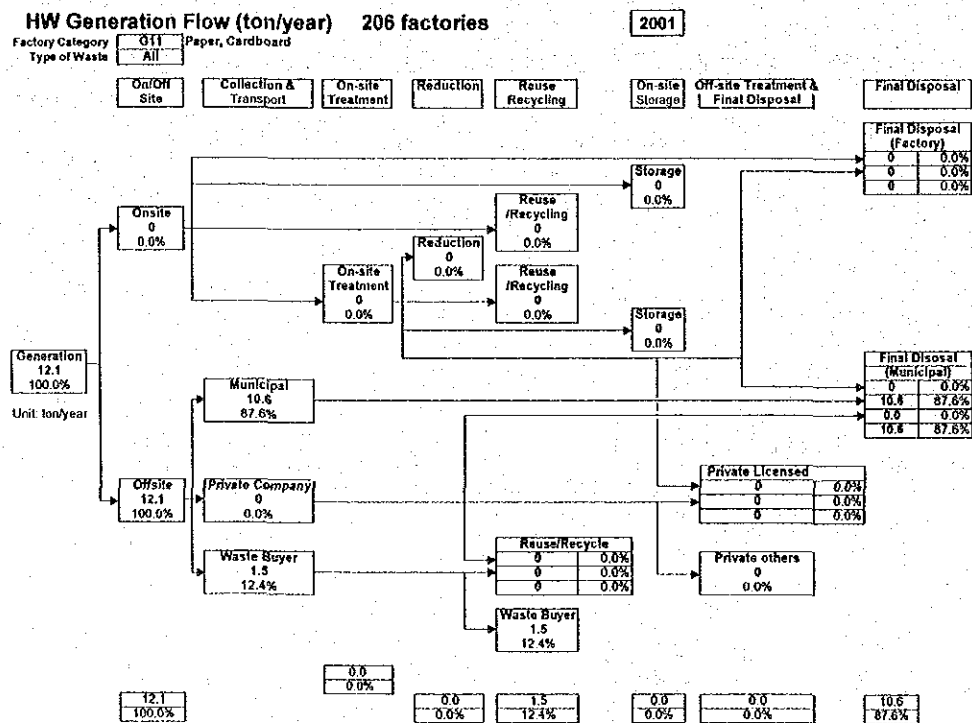 HW Generation Flow (ton/year) 206 factories 2001
Factory Category G11 Paper, Cardboard
Type of Waste All
On/Off Site
Collection & Transport
On-site Treatment
Reduction
Reuse Recycling
On-site Storage
Off-site Treatment & Final Disposal
Final Disposal
Final Disposal
(Factory)
0 0.0%
0 0.0%
0 0.0%
Storage
0
0.0%
Onsite
0
0.0%
Reuse
/Recycling
0
0.0%
Reduction
0
0.0%
On-site
Treatment
0
0.0%
Reuse
/Recycling
0
0.0%
Storage
0
0.0%
Generation
12.1
100.0%
Unit: ton/year
Municipal
10.6
87.6%
Final Disosal
(Municipal)
0 0.0%
10.6 87.6%
0.0 0.0%
10.6 87.6%
Offsite
12.1
100.0%
Private Company
0
0.0%
Private Licensed
0 0.0%
0 0.0%
0 0.0%
Waste Buyer
1.5
12.4%
Reuse/Recycle
0 0.0%
0 0.0%
0 0.0%
Private others
0
0.0%
Waste Buyer
1.5
12.4%
0.0
0.0%
12.1 0.0 1.5 0.0 0.0 10.6
100.0% 0.0% 12.4% 0.0% 0.0% 87.6%